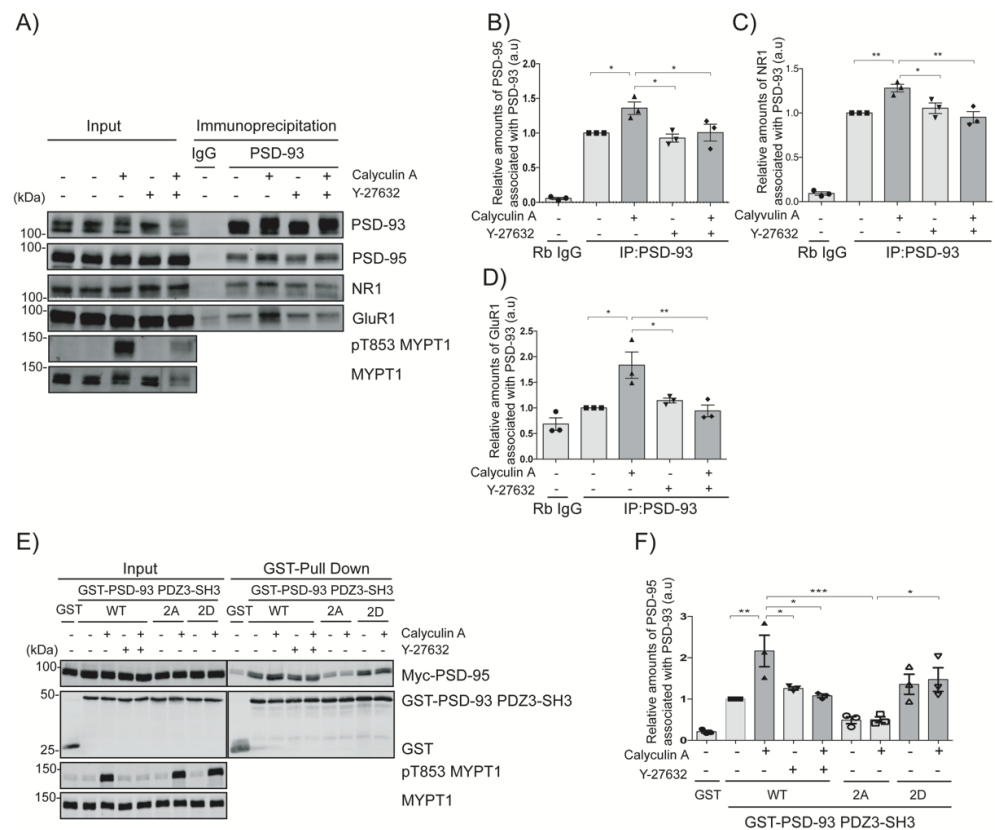 A)
Input Immunoprecipitation
IgG PSD-93
- - + - + - - + - + Calyculin A
(kDa) - - - + + - - - + + Y-27632
100- PSD-93
PSD-95
100- NR1
100- GluR1
150- pT853 MYPT1
150- MYPT1
B)
Relative amounts of PSD-95
associated with PSD-93 (a.u)
2.0
1.5
1.0
0.5
0.0
* * *
Calyculin A - - + - +
Y-27632 - - - + +
Rb IgG IP:PSD-93
C)
Relative amounts of NR1
associated with PSD-93 (a.u)
1.5
1.0
0.5
0.0
** * **
Calyvulin A - - + - +
Y-27632 - - - + +
Rb IgG IP:PSD-93
D)
Relative amounts of GluR1
associated with PSD-93 (a.u)
2.5
2.0
1.5
1.0
0.5
0.0
* * **
Calyculin A - - + - +
Y-27632 - - - + +
Rb IgG IP:PSD-93
E)
Input GST-Pull Down
GST-PSD-93 PDZ3-SH3 GST-PSD-93 PDZ3-SH3
GST WT 2A 2D GST WT 2A 2D
- - + - + - + - + - - + - + - + - + Calyculin A
(kDa) - - - + + - - - - - - - + + - - - - Y-27632
100- Myc-PSD-95
50- GST-PSD-93 PDZ3-SH3
25- GST
150- pT853 MYPT1
150- MYPT1
F)
Relative amounts of PSD-95
associated with PSD-93 (a.u)
3
2
1
0
** * * *** *
Calyculin A - - + - + - + - +
Y-27632 - - - + + - - - -
GST WT 2A 2D
GST-PSD-93 PDZ3-SH3